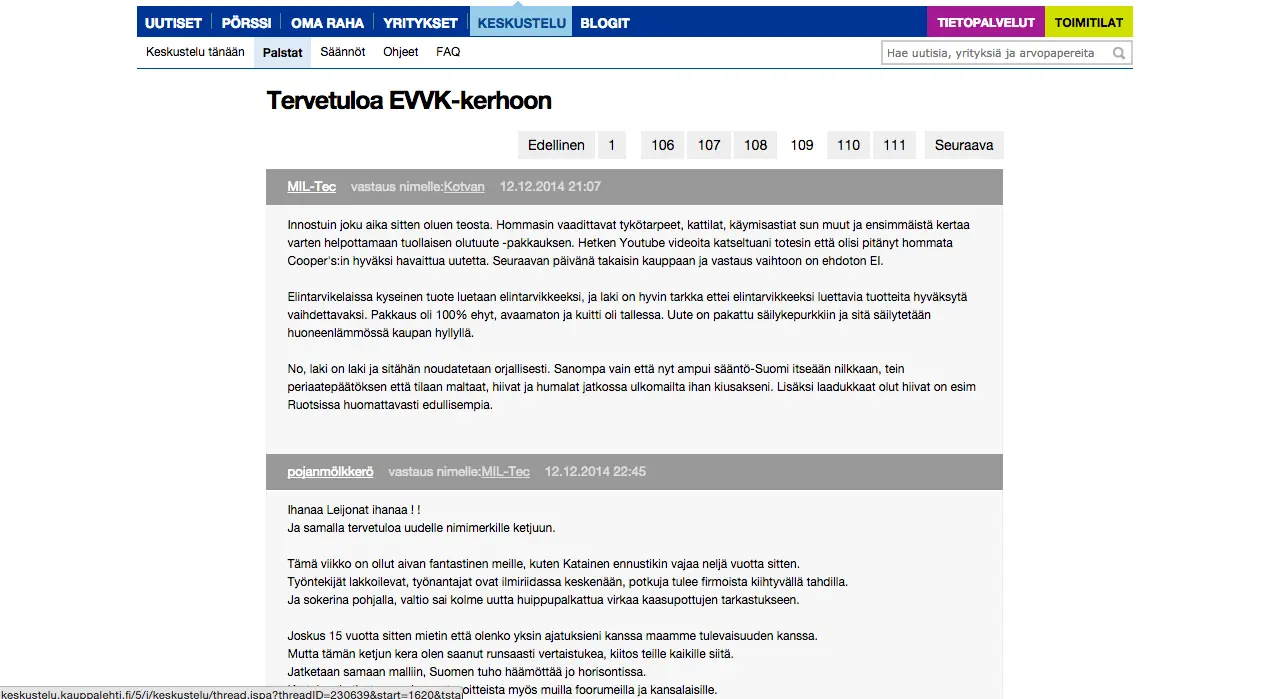 UUTISET PÖRSSI OMA RAHA YRITYKSET KESKUSTELU BLOGIT TIETOPALVELUT TOIMITILAT
Keskustelu tänään Palstat Säännöt Ohjeet FAQ Hae uutisia, yrityksiä ja arvopapereita
Tervetuloa EVVK-kerhoon
Edellinen 1 106 107 108 109 110 111 Seuraava
MIL-Tec vastaus nimelle:Kotvan 12.12.2014 21:07
Innostuin joku aika sitten oluen teosta. Hommasin vaadittavat tykötarpeet, kattilat, käymisastiat sun muut ja ensimmäistä kertaa
varten helpottamaan tuollaisen olutuute -pakkauksen. Hetken Youtube videoita katseltuani totesin että olisi pitänyt hommata
Cooper's:in hyväksi havaittua uutetta. Seuraavan päivänä takaisin kauppaan ja vastaus vaihtoon on ehdoton EI.
Elintarvikelaissa kyseinen tuote luetaan elintarvikkeeksi, ja laki on hyvin tarkka ettei elintarvikkeeksi luettavia tuotteita hyväksytä
vaihdettavaksi. Pakkaus oli 100% ehyt, avaamaton ja kuitti oli tallessa. Uute on pakattu säilykepurkkiin ja sitä säilytetään
huoneenlämmössä kaupan hyllyllä.
No, laki on laki ja sitähän noudatetaan orjallisesti. Sanompa vain että nyt ampui sääntö-Suomi itseään nilkkaan, tein
periaatepäätöksen että tilaan maltaat, hiivat ja humalat jatkossa ulkomailta ihan kiusakseni. Lisäksi laadukkaat olut hiivat on esim
Ruotsissa huomattavasti edullisempia.
pojanmölkkerö vastaus nimelle:MIL-Tec 12.12.2014 22:45
Ihanaa Leijonat ihanaa ! !
Ja samalla tervetuloa uudelle nimimerkille ketjuun.
Tämä viikko on ollut aivan fantastinen meille, kuten Katainen ennustikin vajaa neljä vuotta sitten.
Työntekijät lakkoilevat, työnantajat ovat ilmiriidassa keskenään, potkuja tulee firmoista kiihtyvällä tahdilla.
Ja sokerina pohjalla, valtio sai kolme uutta huippupalkattua virkaa kaasupottujen tarkastukseen.
Joskus 15 vuotta sitten mietin että olenko yksin ajatuksieni kanssa maamme tulevaisuuden kanssa.
Mutta tämän ketjun kera olen saanut runsaasti vertaistukea, kiitos teille kaikille siitä.
Jatketaan samaan malliin, Suomen tuho häämöttää jo horisontissa.
myös muilla foorumeilla ja kansalaisille.
keskustelu.kauppalehti.fi/5/i/keskustelu/thread.jspa?threadID=230639&start=1620&tstal